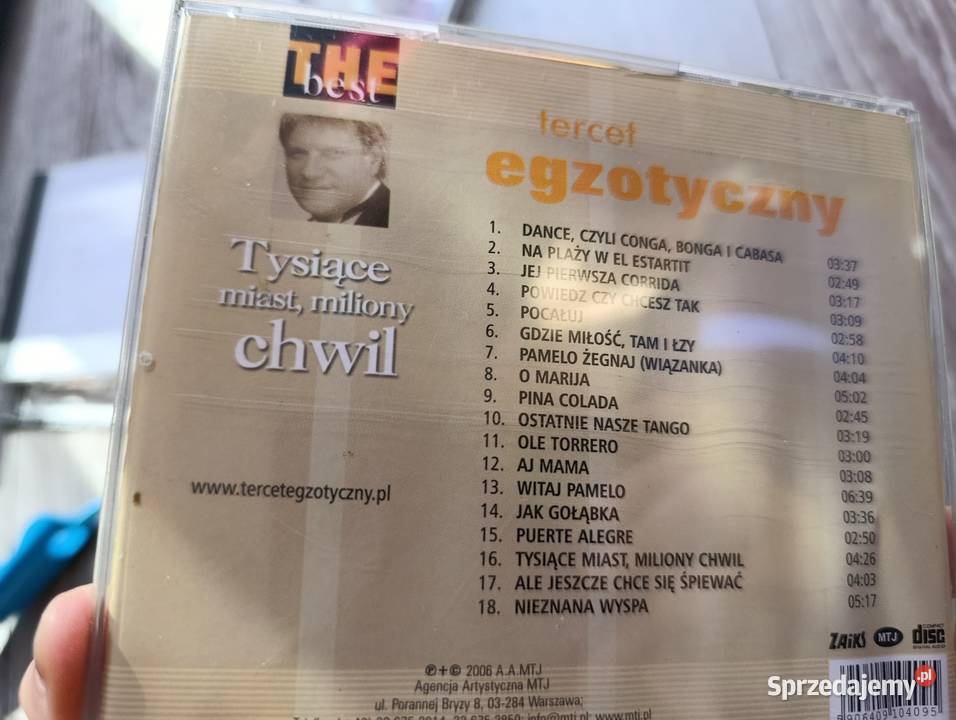 THE
best
tercet
egzotyczny
Tysiące
miast, miliony
chwil
www.tercetegzotyczny.pl
1. DANCE, CZYLI CONGA, BONGA I CABASA 03:37
2. NA PLAŻY W EL ESTARTIT 02:49
3. JEJ PIERWSZA CORRIDA 03:17
4. POWIEDZ CZY CHCESZ TAK 03:09
5. POCAŁUJ 02:58
6. GDZIE MIŁOŚĆ, TAM I ŁZY 04:10
7. PAMELO ŻEGNAJ (WIĄZANKA) 04:04
8. O MARIJA 05:02
9. PINA COLADA 02:45
10. OSTATNIE NASZE TANGO 03:19
11. OLE TORRERO 03:00
12. AJ MAMA 03:08
13. WITAJ PAMELO 06:39
14. JAK GOŁĄBKA 03:36
15. PUERTE ALEGRE 02:50
16. TYSIĄCE MIAST, MILIONY CHWIL 04:26
17. ALE JESZCZE CHCE SIĘ ŚPIEWAĆ 04:03
18. NIEZNANA WYSPA 05:17
ZAiKS MTJ COMPACT disc DIGITAL AUDIO
℗+© 2006 A.A.MTJ
Agencja Artystyczna MTJ
ul. Porannej Bryzy 8, 03-284 Warszawa;
Sprzedajemy.pl